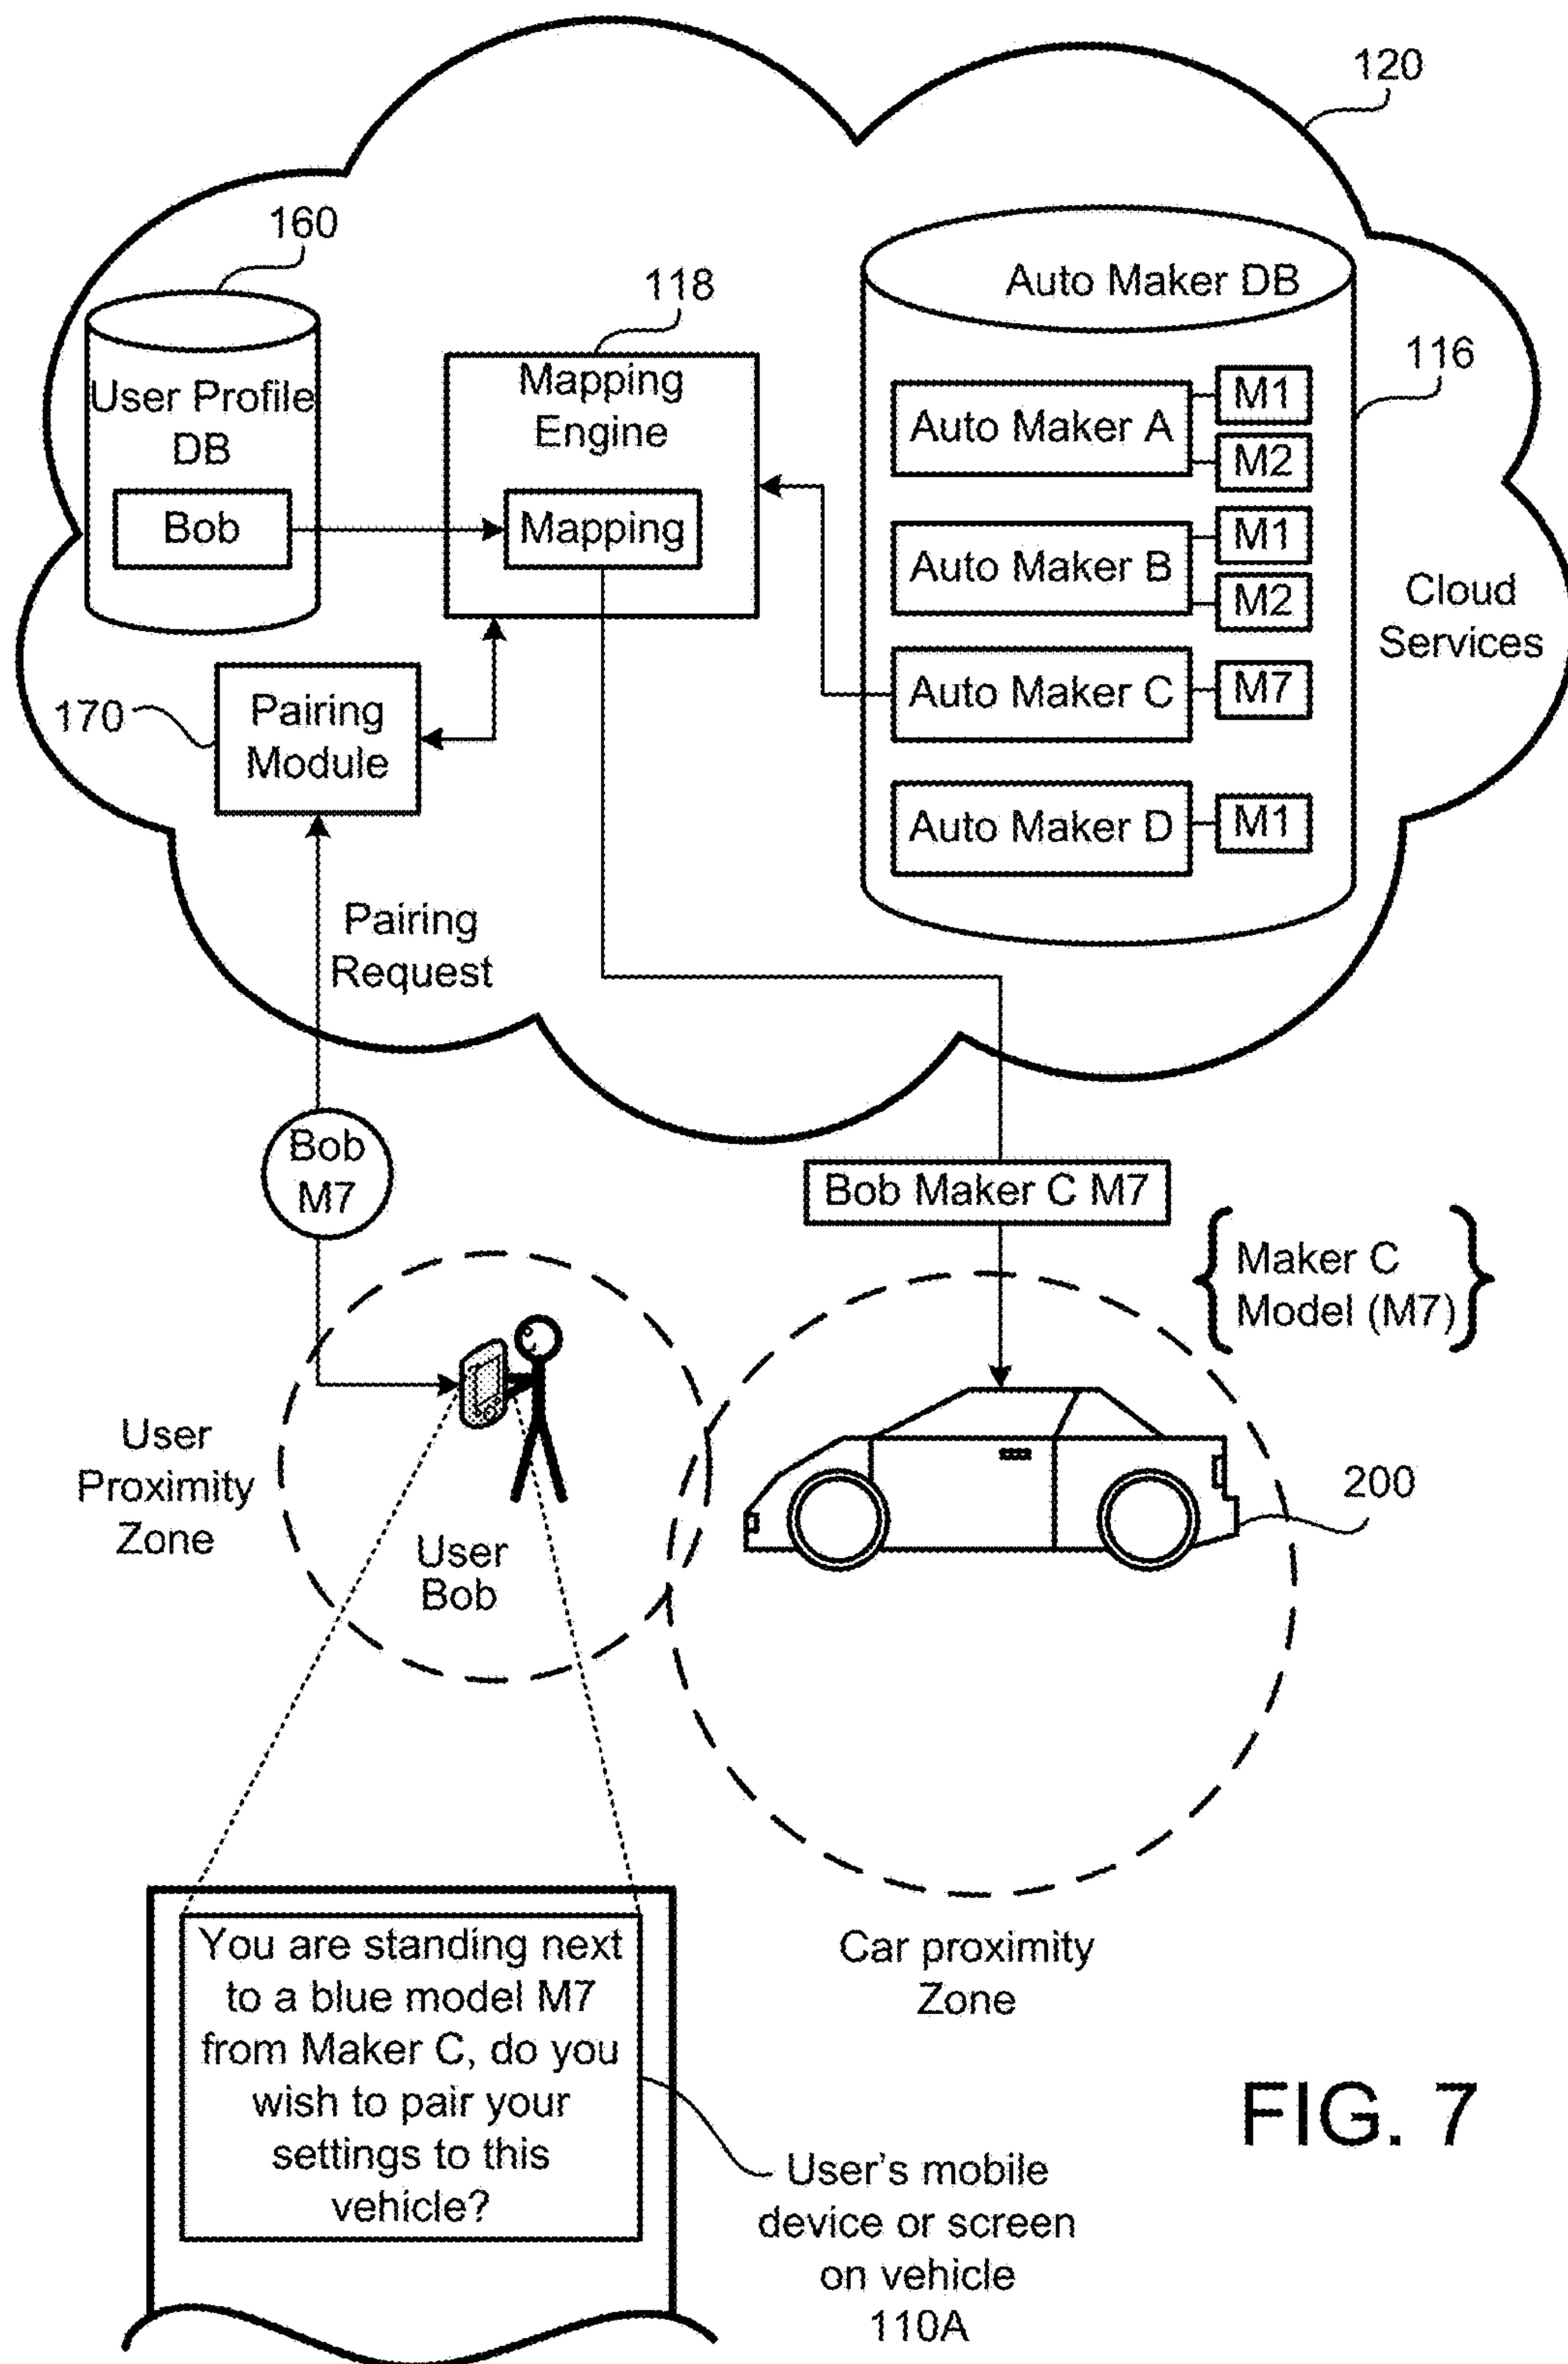 120
160
118
Auto Maker DB
116
User Profile
DB
Bob
Mapping
Engine
Mapping
Auto Maker A
M1
M2
Auto Maker B
M1
M2
Cloud
Services
Auto Maker C
M7
Auto Maker D
M1
170
Pairing
Module
Pairing
Request
Bob
M7
Bob Maker C M7
Maker C
Model (M7)
User
Proximity
Zone
User
Bob
200
Car proximity
Zone
You are standing next
to a blue model M7
from Maker C, do you
wish to pair your
settings to this
vehicle?
User's mobile
device or screen
on vehicle
110A
FIG. 7